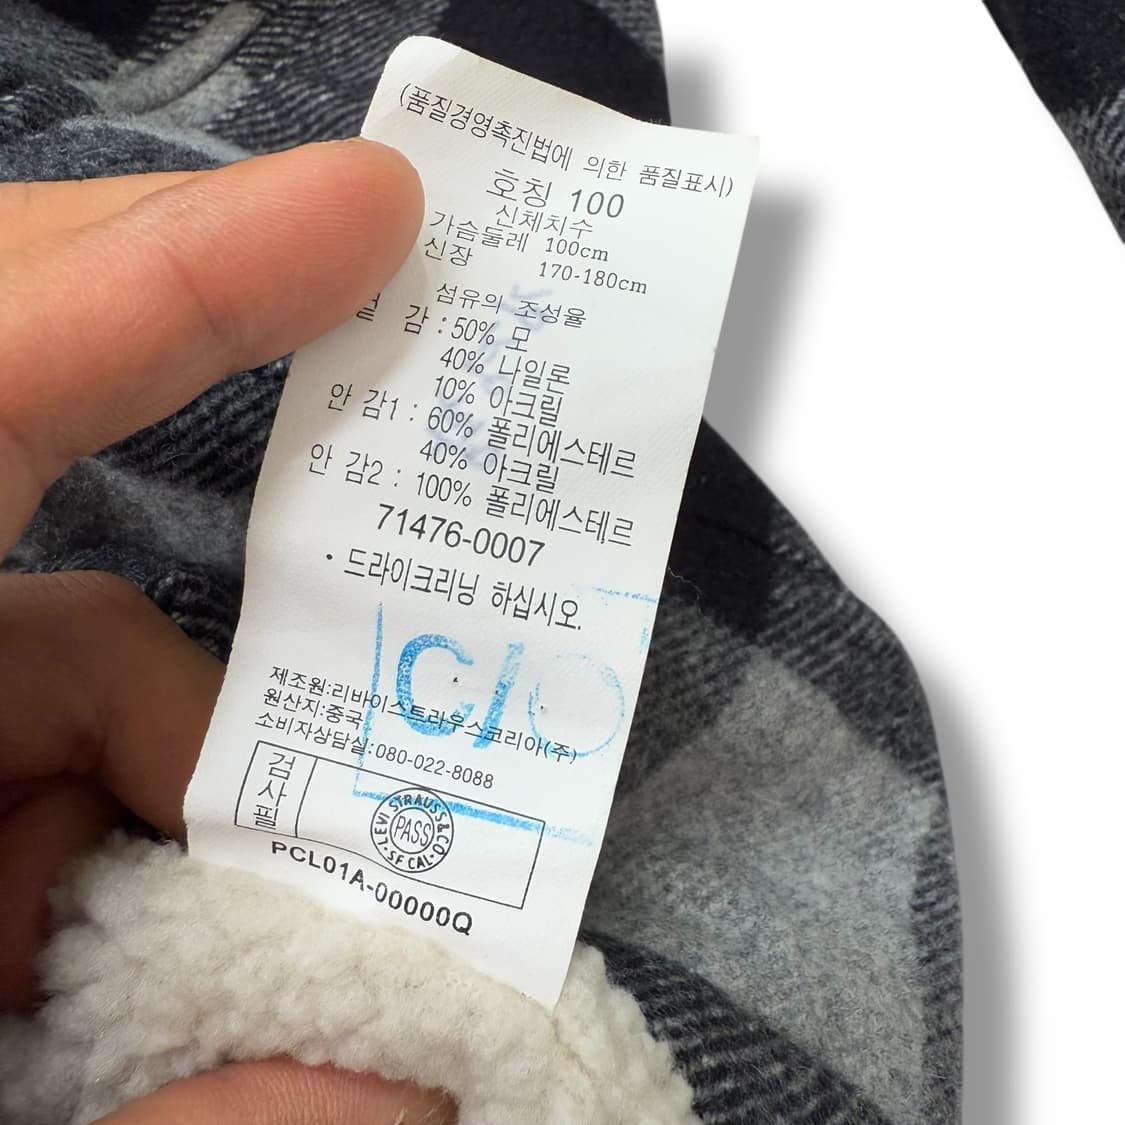 (품질경영촉진법에 의한 품질표시)
호칭 100
신체치수
가슴둘레 100cm
신장 170-180cm
섬유의 조성율
감 : 50% 모
40% 나일론
10% 아크릴
안 감1 : 60% 폴리에스테르
40% 아크릴
안 감2 : 100% 폴리에스테르
71476-0007
· 드라이크리닝 하십시오.
C/O
제조원:리바이스트라우스코리아(주)
원산지:중국
소비자상담실:080-022-8088
검사필
LEVI STRAUSS & CO
PASS
SF CAL
PCL01A-00000Q